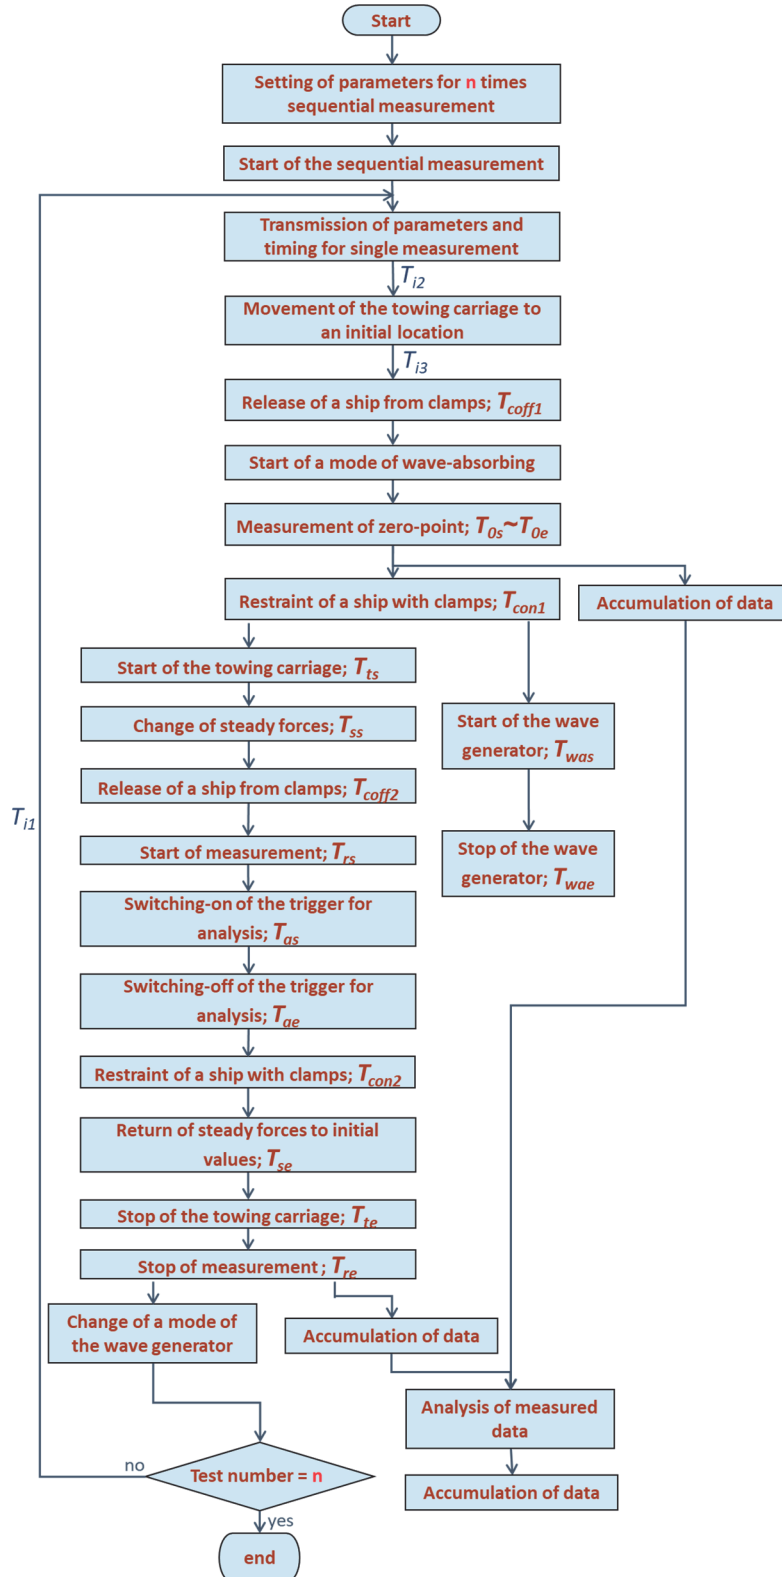 Start
Setting of parameters for n times
sequential measurement
Start of the sequential measurement
Transmission of parameters and
timing for single measurement
Ti2
Movement of the towing carriage to
an initial location
Ti3
Release of a ship from clamps; Tcoff1
Start of a mode of wave-absorbing
Measurement of zero-point; T0s~T0e
Restraint of a ship with clamps; Tcon1
Accumulation of data
Start of the towing carriage; Tts
Change of steady forces; Tss
Start of the wave
generator; Twas
Release of a ship from clamps; Tcoff2
Ti1
Start of measurement; Trs
Stop of the wave
generator; Twae
Switching-on of the trigger for
analysis; Tas
Switching-off of the trigger for
analysis; Tae
Restraint of a ship with clamps; Tcon2
Return of steady forces to initial
values; Tse
Stop of the towing carriage; Tte
Stop of measurement ; Tre
Change of a mode of
the wave generator
Accumulation of data
Analysis of measured
data
no
Test number = n
Accumulation of data
yes
end